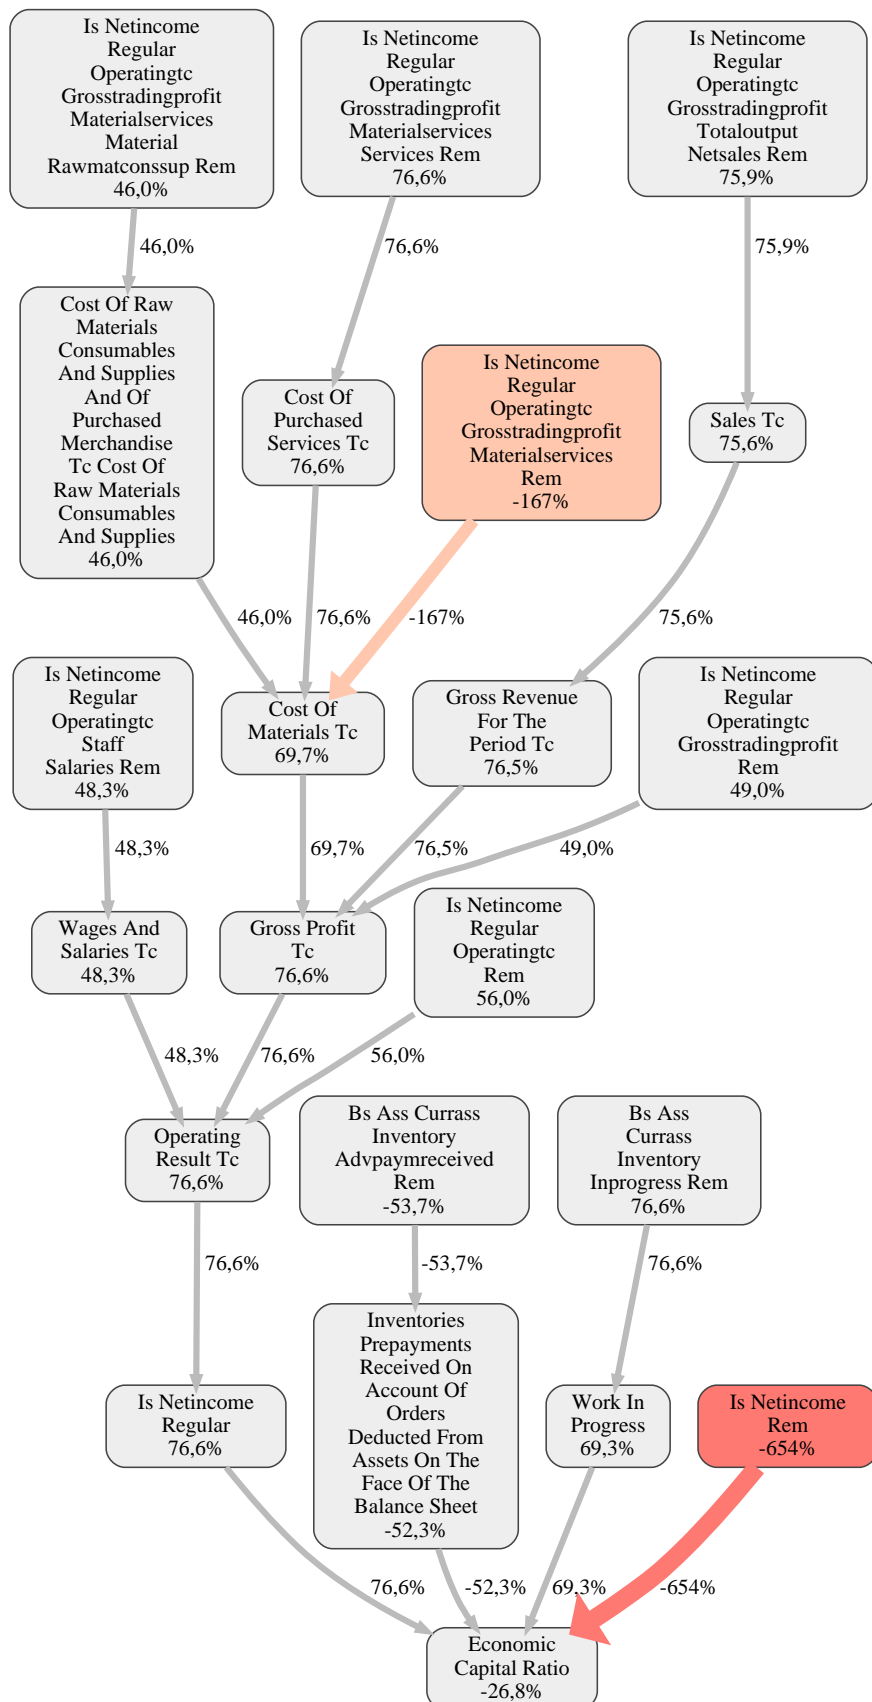 Is Netincome
Regular
Operatingtc
Grosstradingprofit
Materialservices
Material
Rawmatconssup Rem
46,0%
Is Netincome
Regular
Operatingtc
Grosstradingprofit
Materialservices
Services Rem
76,6%
Is Netincome
Regular
Operatingtc
Grosstradingprofit
Totaloutput
Netsales Rem
75,9%
46,0%
76,6%
75,9%
Cost Of Raw
Materials
Consumables
And Supplies
And Of
Purchased
Merchandise
Tc Cost Of
Raw Materials
Consumables
And Supplies
46,0%
Cost Of
Purchased
Services Tc
76,6%
Is Netincome
Regular
Operatingtc
Grosstradingprofit
Materialservices
Rem
-167%
Sales Tc
75,6%
46,0%
76,6%
-167%
75,6%
Is Netincome
Regular
Operatingtc
Staff
Salaries Rem
48,3%
Cost Of
Materials Tc
69,7%
Gross Revenue
For The
Period Tc
76,5%
Is Netincome
Regular
Operatingtc
Grosstradingprofit
Rem
49,0%
48,3%
69,7%
76,5%
49,0%
Wages And
Salaries Tc
48,3%
Gross Profit
Tc
76,6%
Is Netincome
Regular
Operatingtc
Rem
56,0%
48,3%
76,6%
56,0%
Operating
Result Tc
76,6%
Bs Ass Currass
Inventory
Advpaymreceived
Rem
-53,7%
Bs Ass
Currass
Inventory
Inprogress Rem
76,6%
76,6%
-53,7%
76,6%
Is Netincome
Regular
76,6%
Inventories
Prepayments
Received On
Account Of
Orders
Deducted From
Assets On The
Face Of The
Balance Sheet
-52,3%
Work In
Progress
69,3%
Is Netincome
Rem
-654%
76,6%
-52,3%
69,3%
-654%
Economic
Capital Ratio
-26,8%